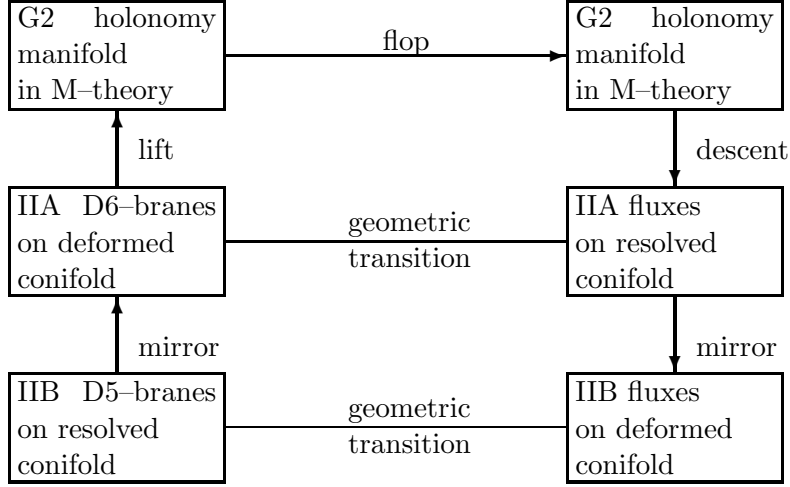 G2 holonomy
manifold
in M–theory
flop
G2 holonomy
manifold
in M–theory
lift
descent
IIA D6–branes
on deformed
conifold
geometric
transition
IIA fluxes
on resolved
conifold
mirror
mirror
IIB D5–branes
on resolved
conifold
geometric
transition
IIB fluxes
on deformed
conifold